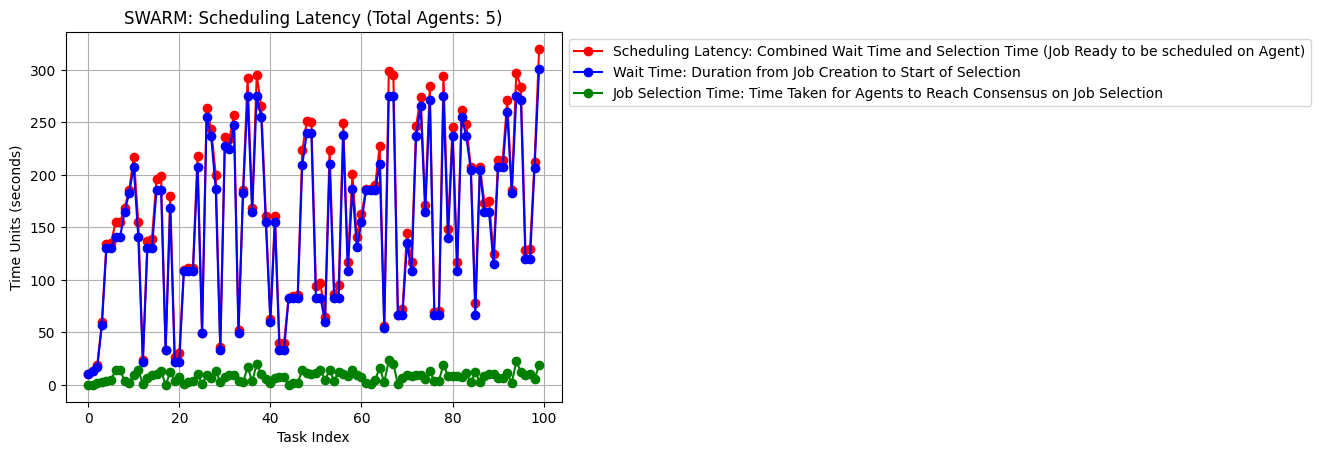 SWARM: Scheduling Latency (Total Agents: 5)
Scheduling Latency: Combined Wait Time and Selection Time (Job Ready to be scheduled on Agent)
Wait Time: Duration from Job Creation to Start of Selection
Job Selection Time: Time Taken for Agents to Reach Consensus on Job Selection
Time Units (seconds)
300
250
200
150
100
50
0
0 20 40 60 80 100
Task Index